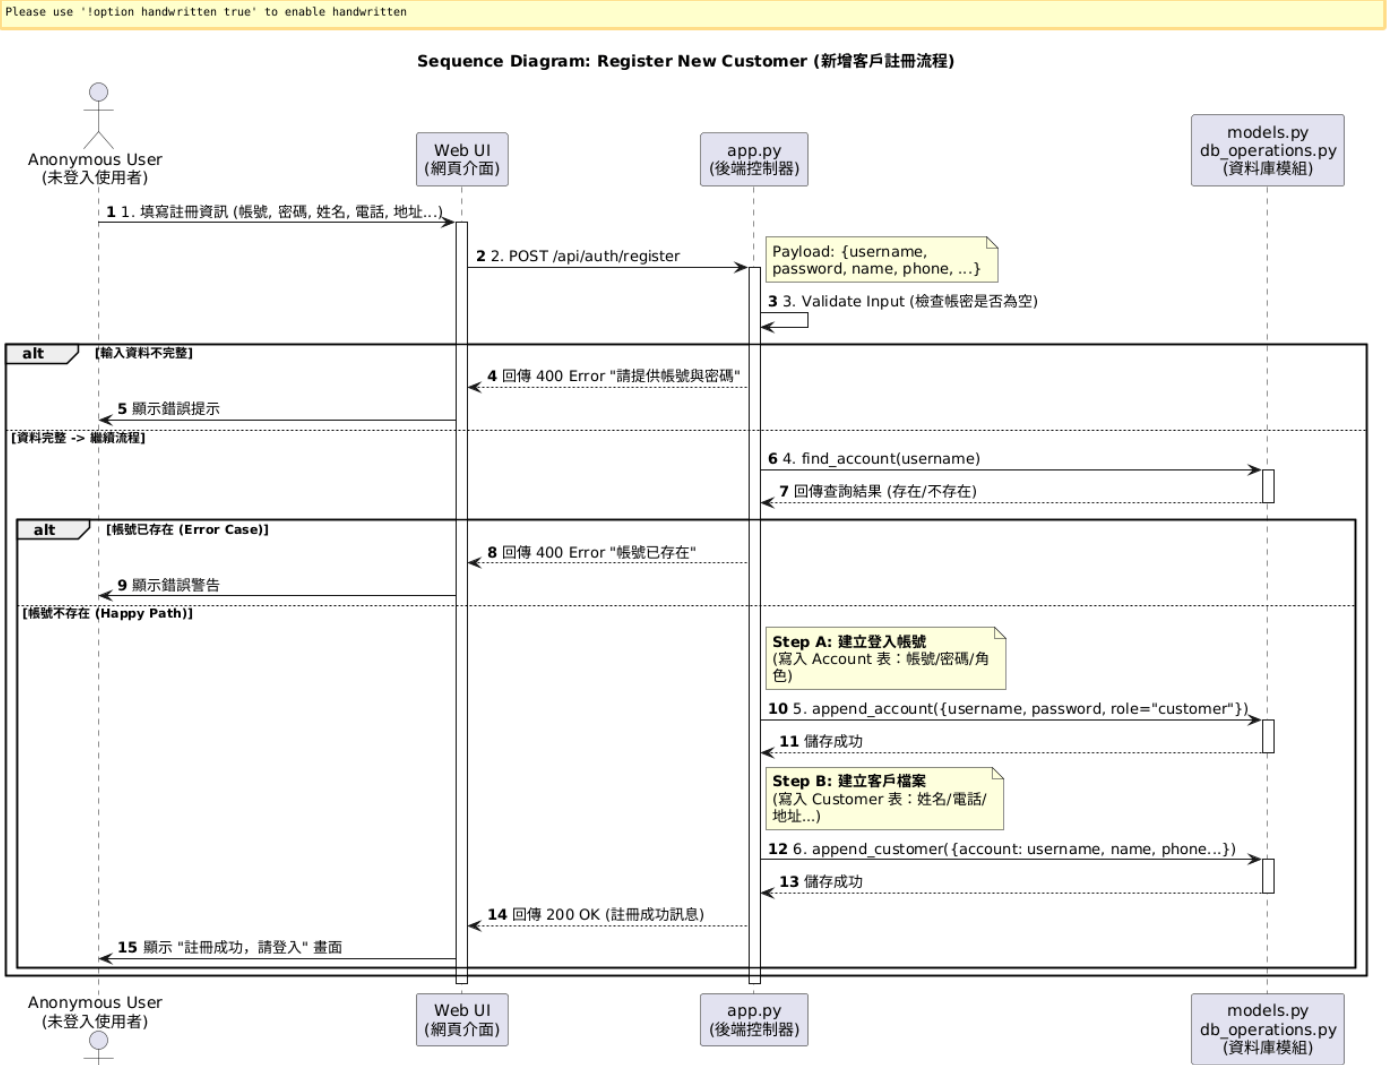 Please use '!option handwritten true' to enable handwritten
Sequence Diagram: Register New Customer (新增客戶註冊流程)
Anonymous User
(未登入使用者)
Web UI
(網頁介面)
app.py
(後端控制器)
models.py
db_operations.py
(資料庫模組)
1 1. 填寫註冊資訊 (帳號, 密碼, 姓名, 電話, 地址...)
2 2. POST /api/auth/register
Payload: {username,
password, name, phone, ...}
3 3. Validate Input (檢查帳密是否為空)
alt [輸入資料不完整]
4 回傳 400 Error "請提供帳號與密碼"
5 顯示錯誤提示
[資料完整 -> 繼續流程]
6 4. find_account(username)
7 回傳查詢結果 (存在/不存在)
alt [帳號已存在 (Error Case)]
8 回傳 400 Error "帳號已存在"
9 顯示錯誤警告
[帳號不存在 (Happy Path)]
Step A: 建立登入帳號
(寫入 Account 表：帳號/密碼/角
色)
10 5. append_account({username, password, role="customer"})
11 儲存成功
Step B: 建立客戶檔案
(寫入 Customer 表：姓名/電話/
地址...)
12 6. append_customer({account: username, name, phone...})
13 儲存成功
14 回傳 200 OK (註冊成功訊息)
15 顯示 "註冊成功，請登入" 畫面
Anonymous User
(未登入使用者)
Web UI
(網頁介面)
app.py
(後端控制器)
models.py
db_operations.py
(資料庫模組)